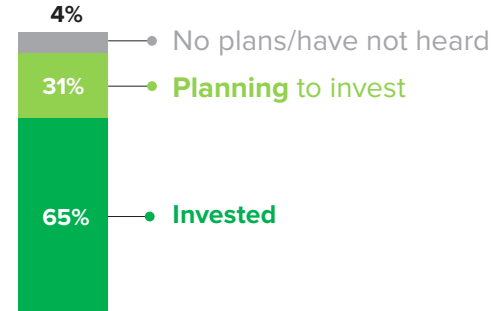 4%
No plans/have not heard
31%
Planning to invest
65%
Invested